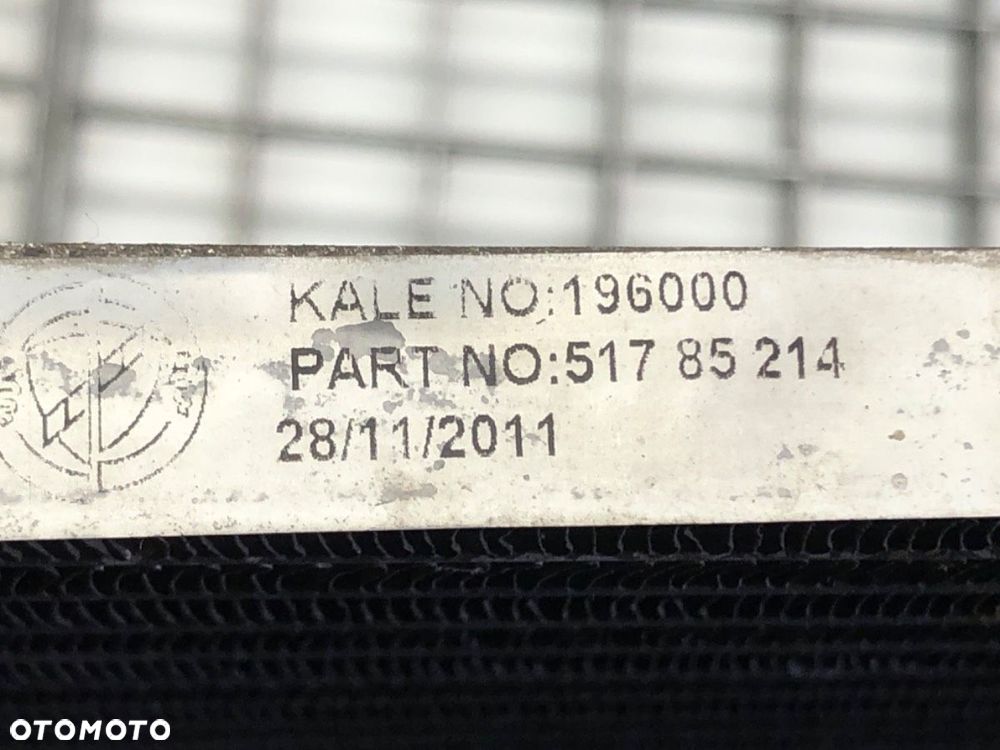 KALE NO:196000
PART NO:517 85 214
28/11/2011
OTOMOTO